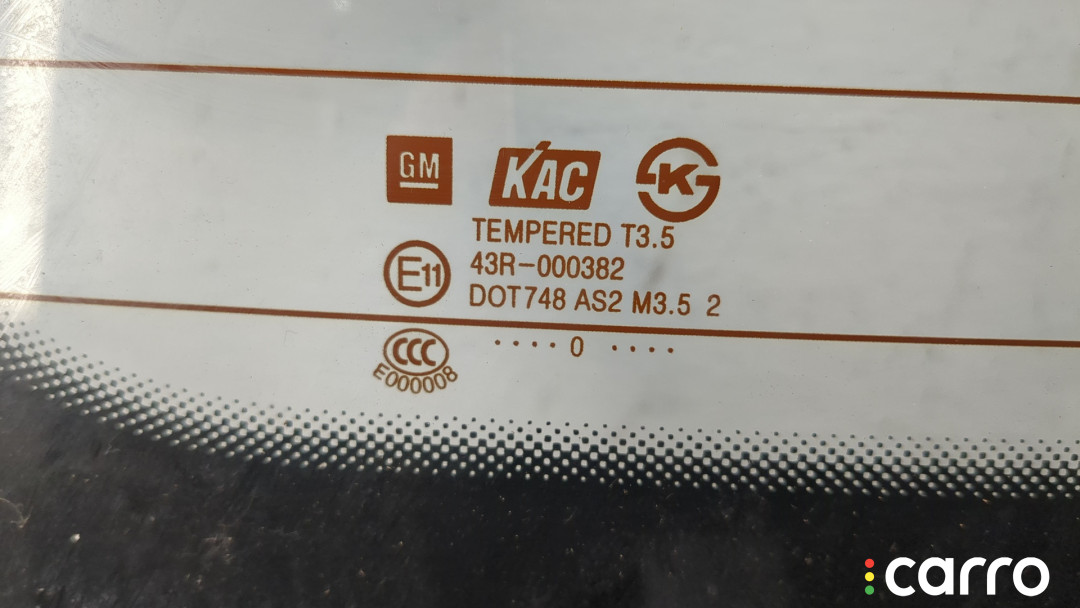 GM KAC K
TEMPERED T3.5
E11 43R-000382
DOT748 AS2 M3.5 2
CCC
E000008
.... 0 ....
carro